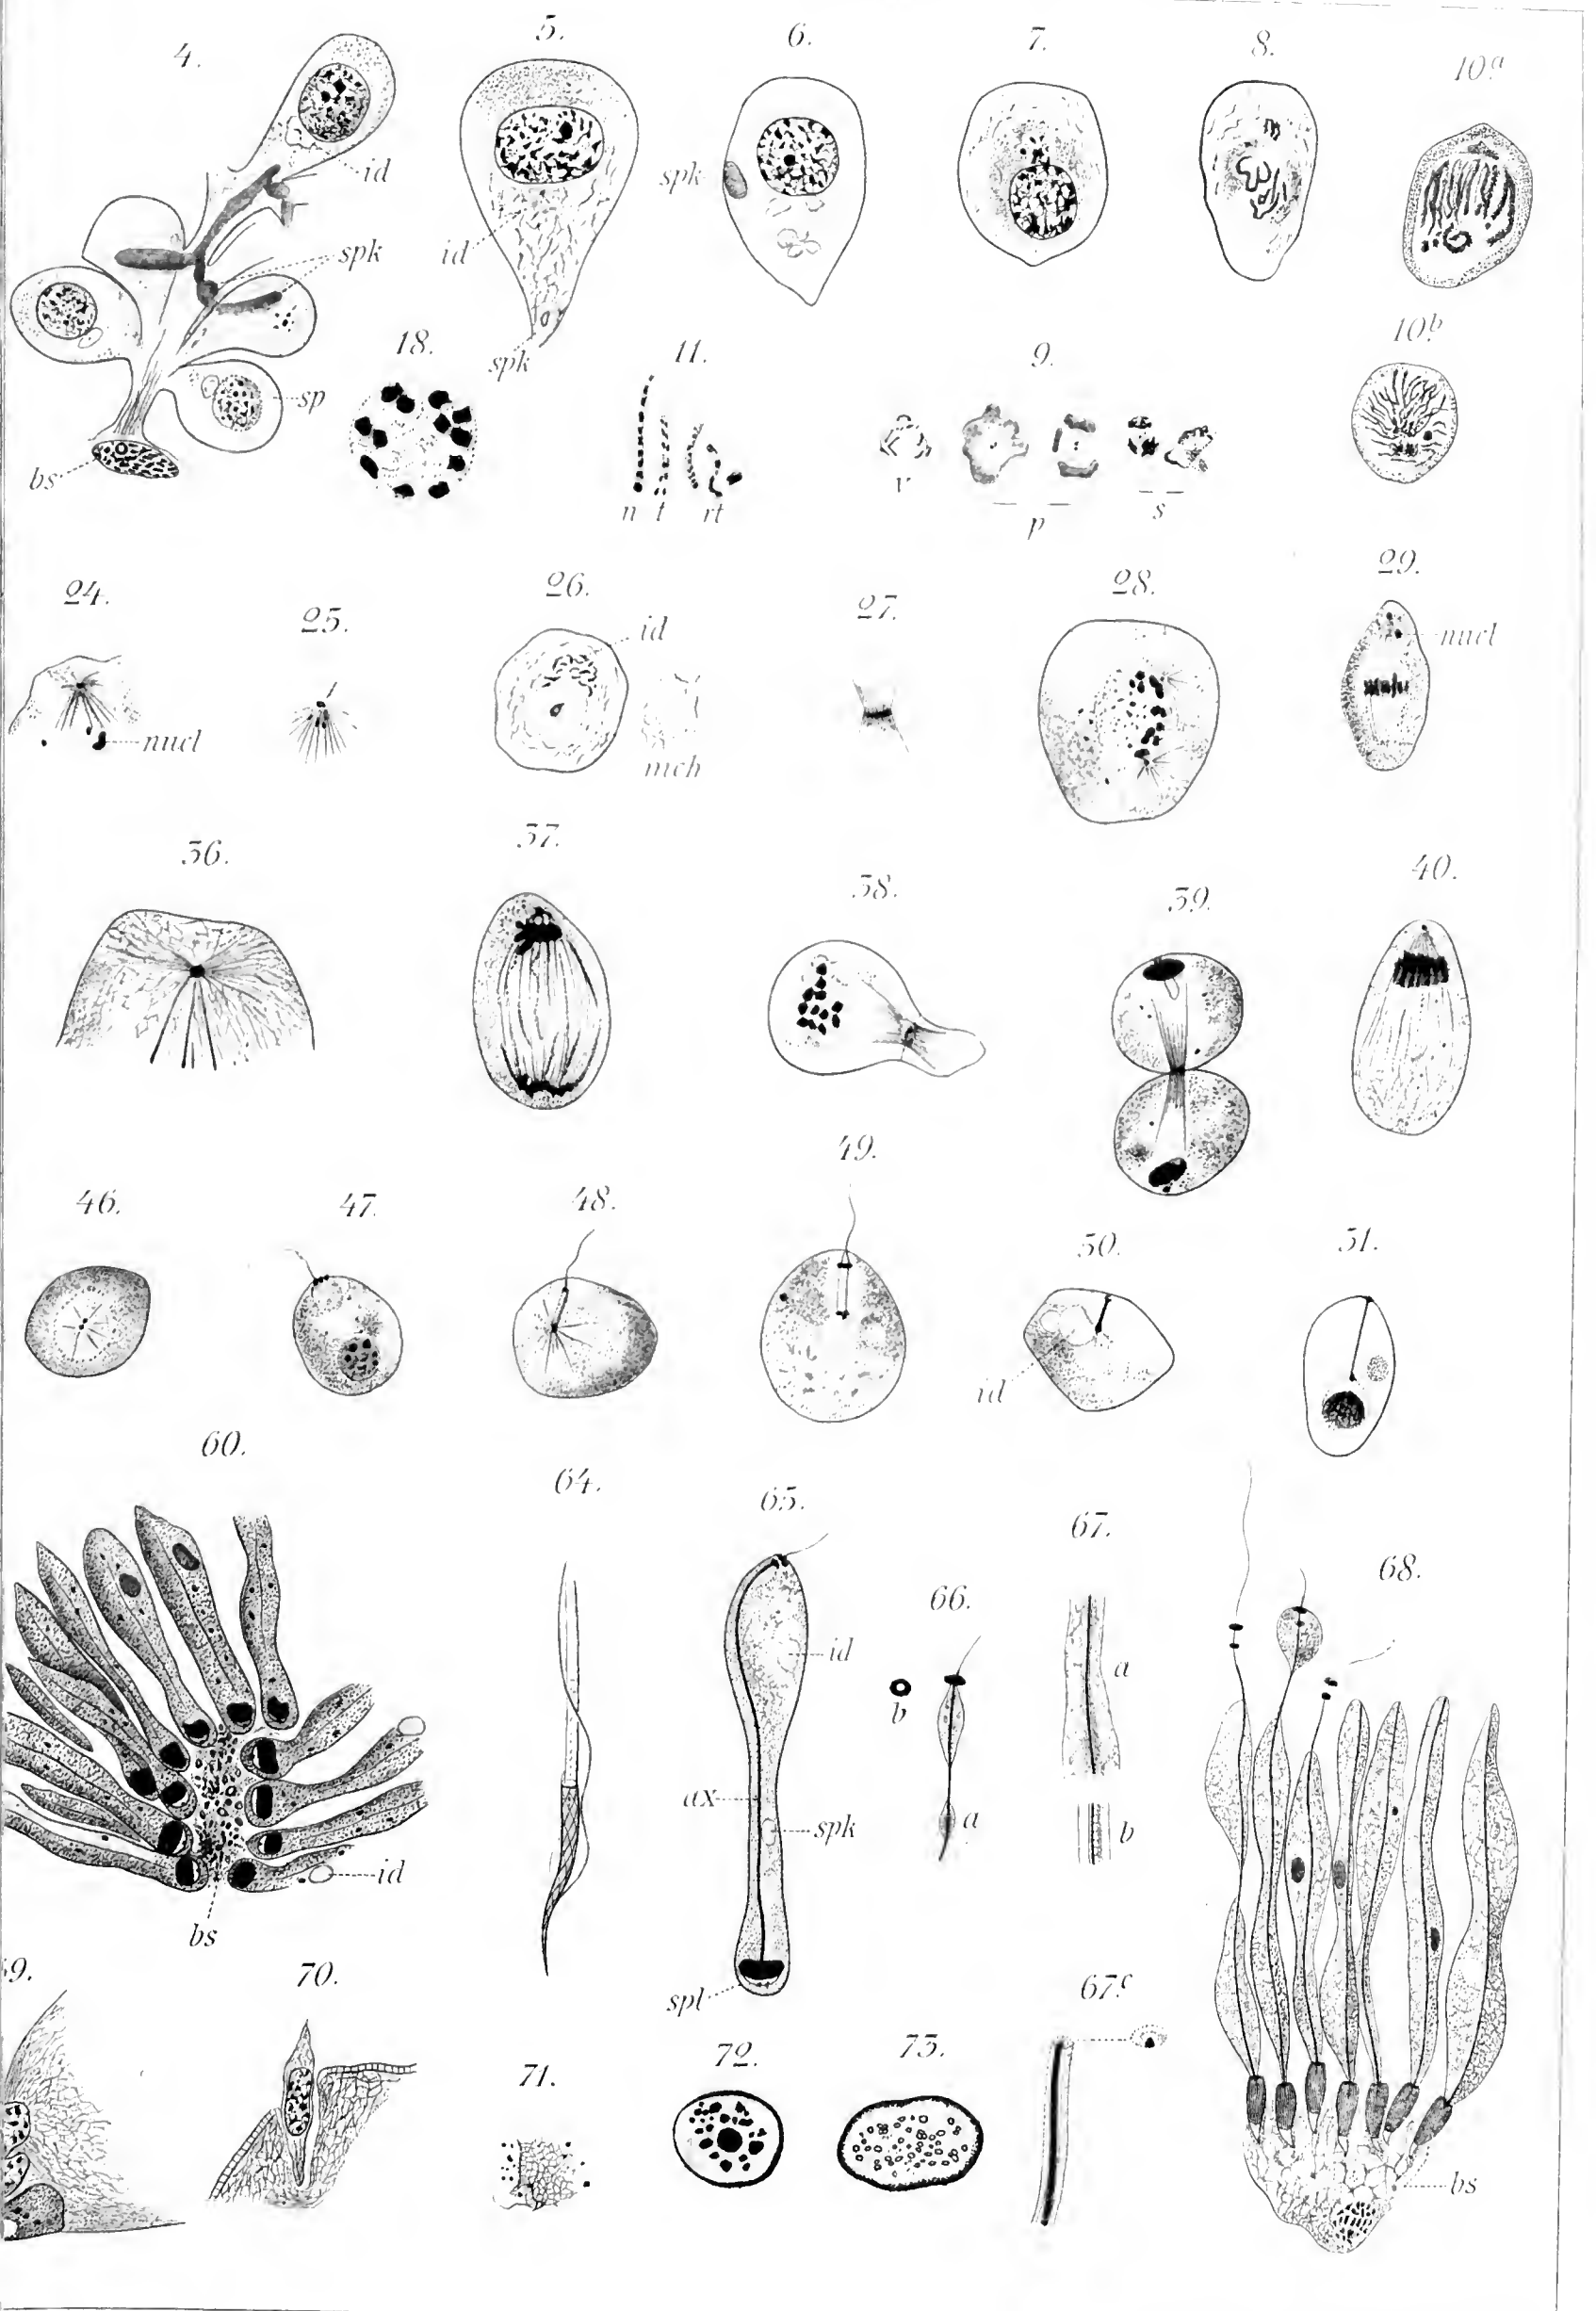 4.
5.
6.
7.
8.
10a
id
spk
id
spk
spk
sp
bs
18.
11.
9.
10b
n t rt
v
p
s
24.
25.
26.
27.
28.
29.
id
nucl
nucl
mch
36.
37.
38.
39.
40.
46.
47.
48.
49.
50.
51.
id
60.
64.
65.
66.
67.
68.
id
a
b
a
ax
spk
b
id
bs
spl
9.
70.
71.
72.
73.
67c
bs